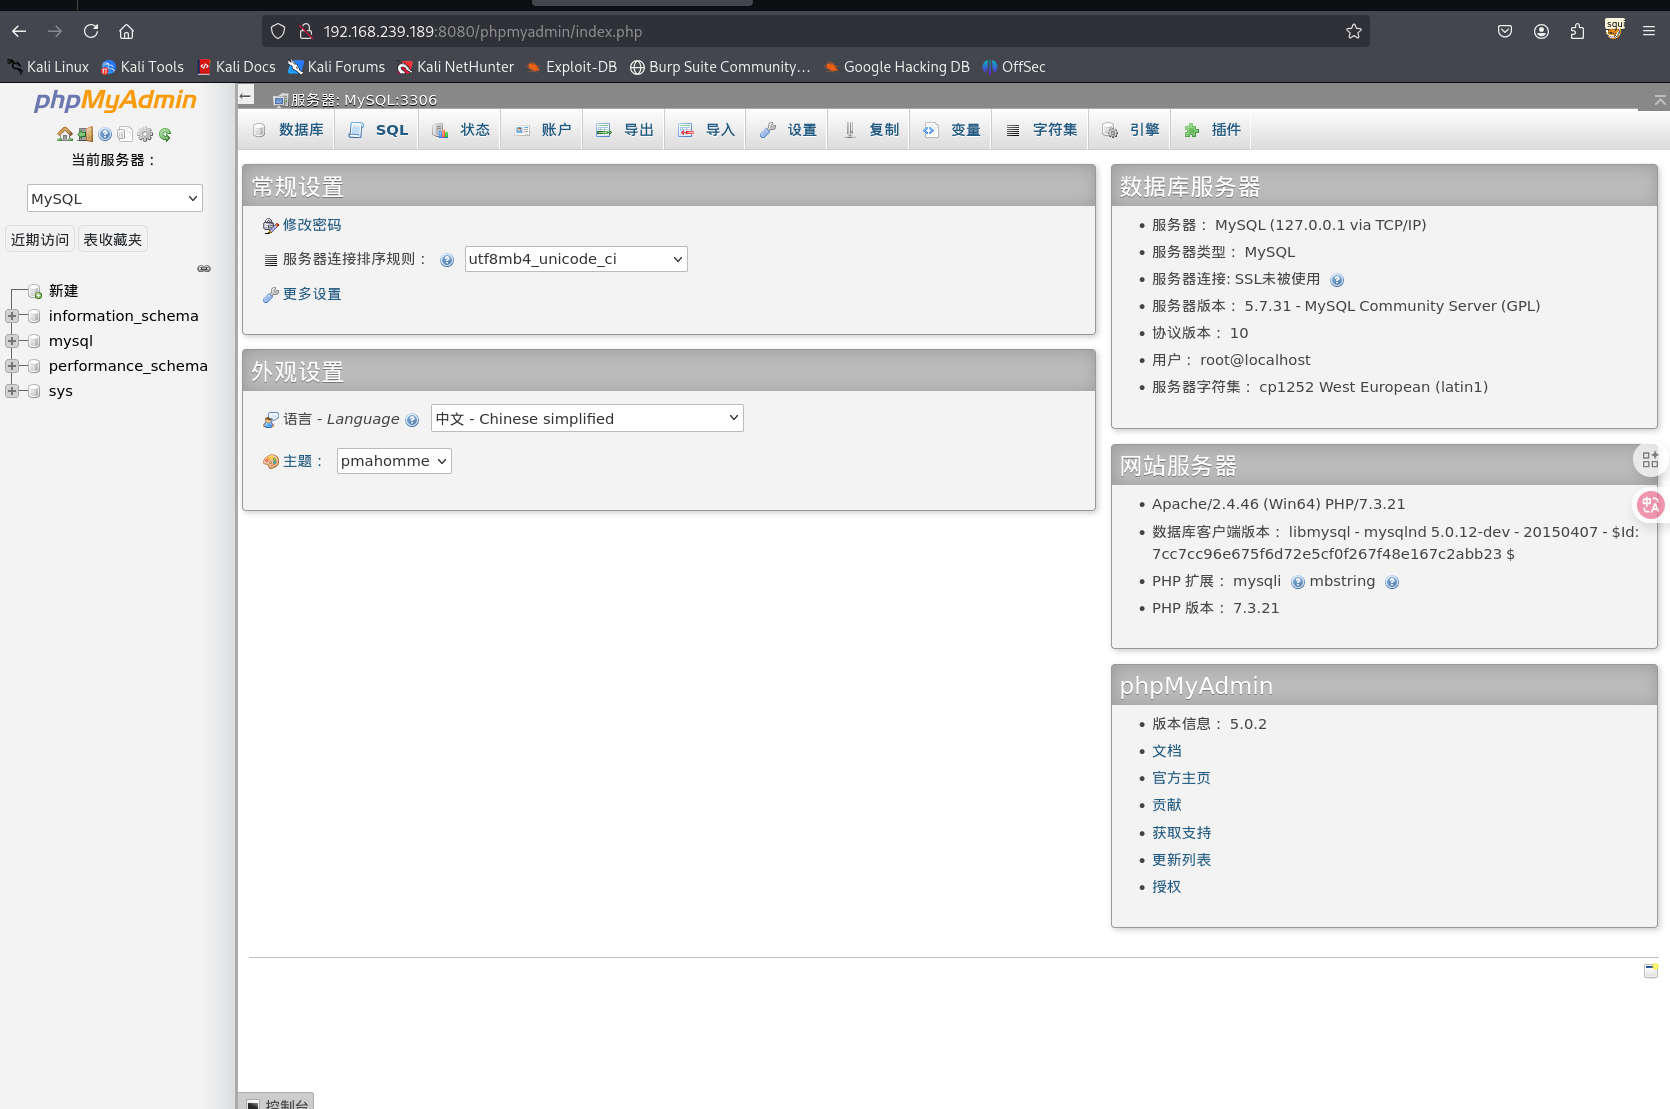 192.168.239.189:8080/phpmyadmin/index.php
squi
Kali Linux Kali Tools Kali Docs Kali Forums Kali NetHunter Exploit-DB Burp Suite Community… Google Hacking DB OffSec
phpMyAdmin
当前服务器：
MySQL
近期访问 表收藏夹
新建
information_schema
mysql
performance_schema
sys
服务器: MySQL:3306
数据库 SQL 状态 账户 导出 导入 设置 复制 变量 字符集 引擎 插件
常规设置
修改密码
服务器连接排序规则： utf8mb4_unicode_ci
更多设置
外观设置
语言 - Language 中文 - Chinese simplified
主题： pmahomme
数据库服务器
服务器： MySQL (127.0.0.1 via TCP/IP)
服务器类型： MySQL
服务器连接: SSL未被使用
服务器版本： 5.7.31 - MySQL Community Server (GPL)
协议版本： 10
用户： root@localhost
服务器字符集： cp1252 West European (latin1)
网站服务器
Apache/2.4.46 (Win64) PHP/7.3.21
数据库客户端版本： libmysql - mysqlnd 5.0.12-dev - 20150407 - $Id:
7cc7cc96e675f6d72e5cf0f267f48e167c2abb23 $
PHP 扩展： mysqli mbstring
PHP 版本： 7.3.21
phpMyAdmin
版本信息： 5.0.2
文档
官方主页
贡献
获取支持
更新列表
授权
控制台